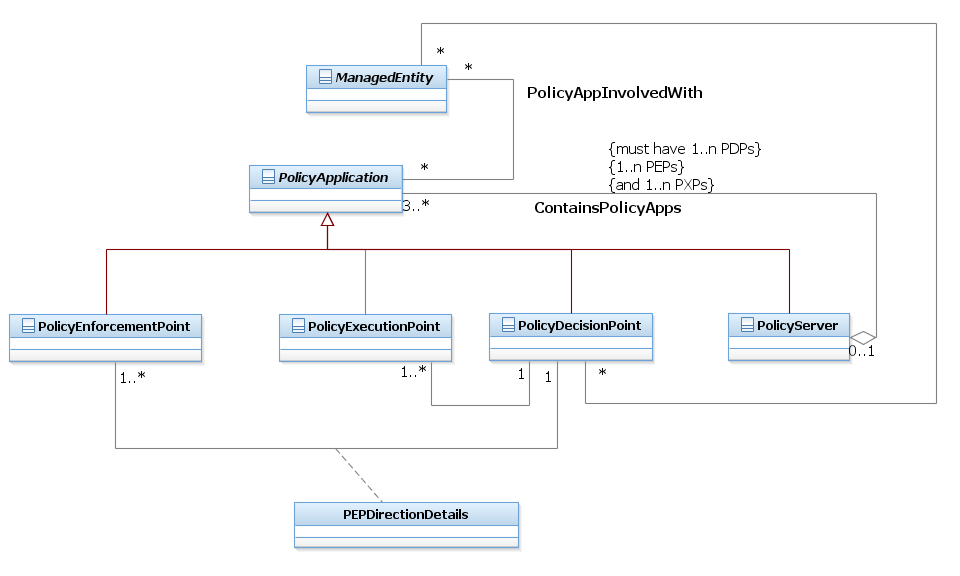 *
*
ManagedEntity
PolicyAppInvolvedWith
{must have 1..n PDPs}
{1..n PEPs}
{and 1..n PXPs}
*
PolicyApplication
3..*
ContainsPolicyApps
PolicyEnforcementPoint
PolicyExecutionPoint
PolicyDecisionPoint
PolicyServer
0..1
1..*
1..*
1
1
*
PEPDirectionDetails